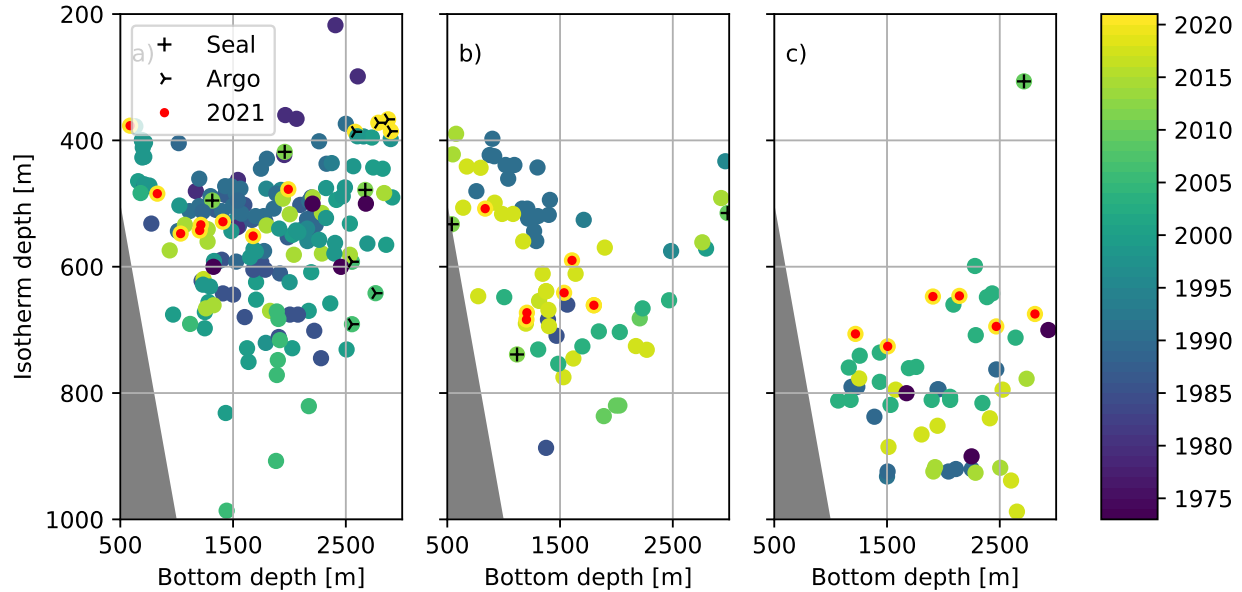 200
400
600
800
1000
Isotherm depth [m]
a)
Seal
Argo
2021
500
1500
2500
Bottom depth [m]
b)
500
1500
2500
Bottom depth [m]
c)
500
1500
2500
Bottom depth [m]
2020
2015
2010
2005
2000
1995
1990
1985
1980
1975